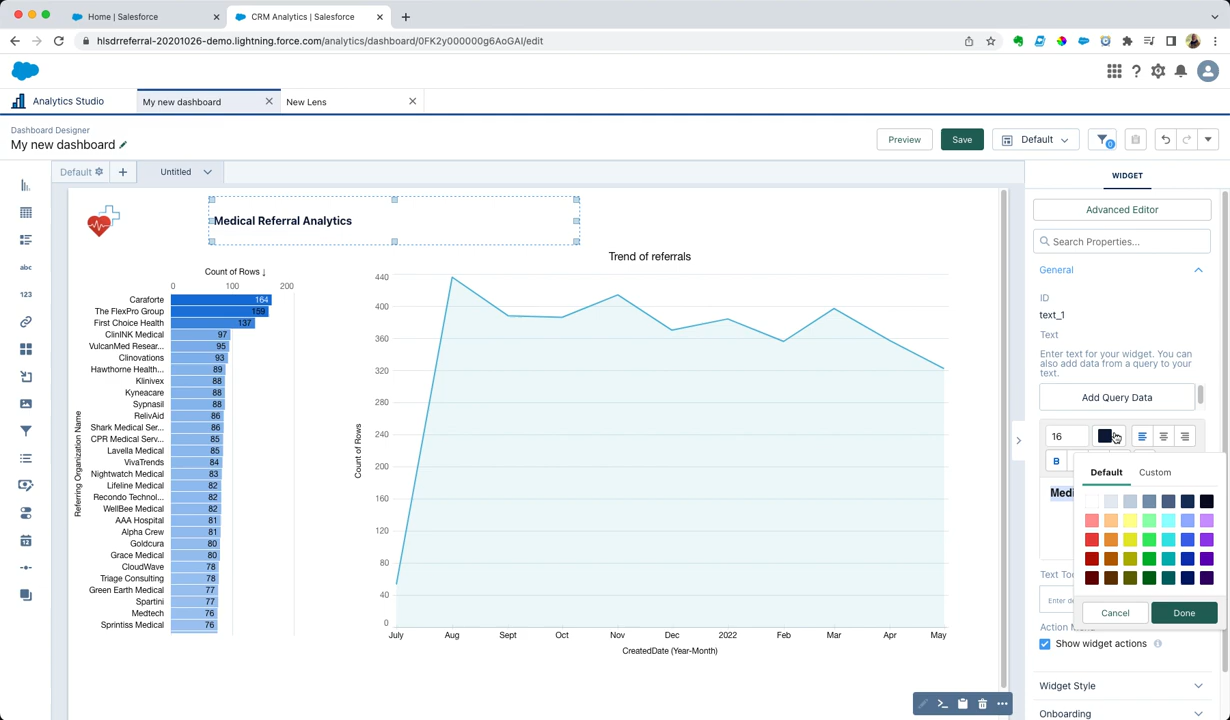 Home | Salesforce
CRM Analytics | Salesforce
hlsdrreferral-20201026-demo.lightning.force.com/analytics/dashboard/0FK2y000000g6AoGAI/edit
Analytics Studio
My new dashboard
New Lens
Dashboard Designer
My new dashboard
Preview
Save
Default
0
Default
Untitled
WIDGET
Medical Referral Analytics
Trend of referrals
Count of Rows ↓
0 100 200
Referring Organization Name
Caraforte 164
The FlexPro Group 159
First Choice Health 137
ClinINK Medical 97
VulcanMed Resear... 95
Clinovations 93
Hawthorne Health... 89
Klinivex 88
Kyneacare 88
Sypnasil 88
RelivAid 86
Shark Medical Ser... 86
CPR Medical Serv... 85
Lavella Medical 85
VivaTrends 84
Nightwatch Medical 83
Lifeline Medical 82
Recondo Technol... 82
WellBee Medical 82
AAA Hospital 81
Alpha Crew 81
Goldcura 80
Grace Medical 80
CloudWave 78
Triage Consulting 78
Green Earth Medical 77
Spartini 77
Medtech 76
Sprintiss Medical 76
Count of Rows
440
400
360
320
280
240
200
160
120
80
40
0
July Aug Sept Oct Nov Dec 2022 Feb Mar Apr May
CreatedDate (Year-Month)
abc
123
Advanced Editor
Search Properties...
General
ID
text_1
Text
Enter text for your widget. You can
also add data from a query to your
text.
Add Query Data
16
B
Default Custom
Medi
Text Too
Enter de
Cancel
Done
Action Me
Show widget actions
Widget Style
Onboarding